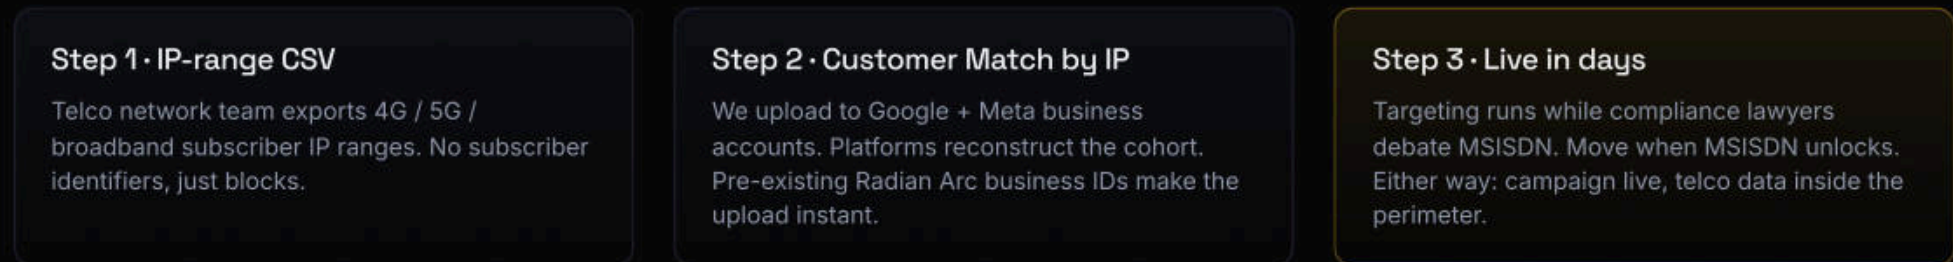 Step 1 · IP-range CSV
Telco network team exports 4G / 5G /
broadband subscriber IP ranges. No subscriber
identifiers, just blocks.
Step 2 · Customer Match by IP
We upload to Google + Meta business
accounts. Platforms reconstruct the cohort.
Pre-existing Radian Arc business IDs make the
upload instant.
Step 3 · Live in days
Targeting runs while compliance lawyers
debate MSISDN. Move when MSISDN unlocks.
Either way: campaign live, telco data inside the
perimeter.